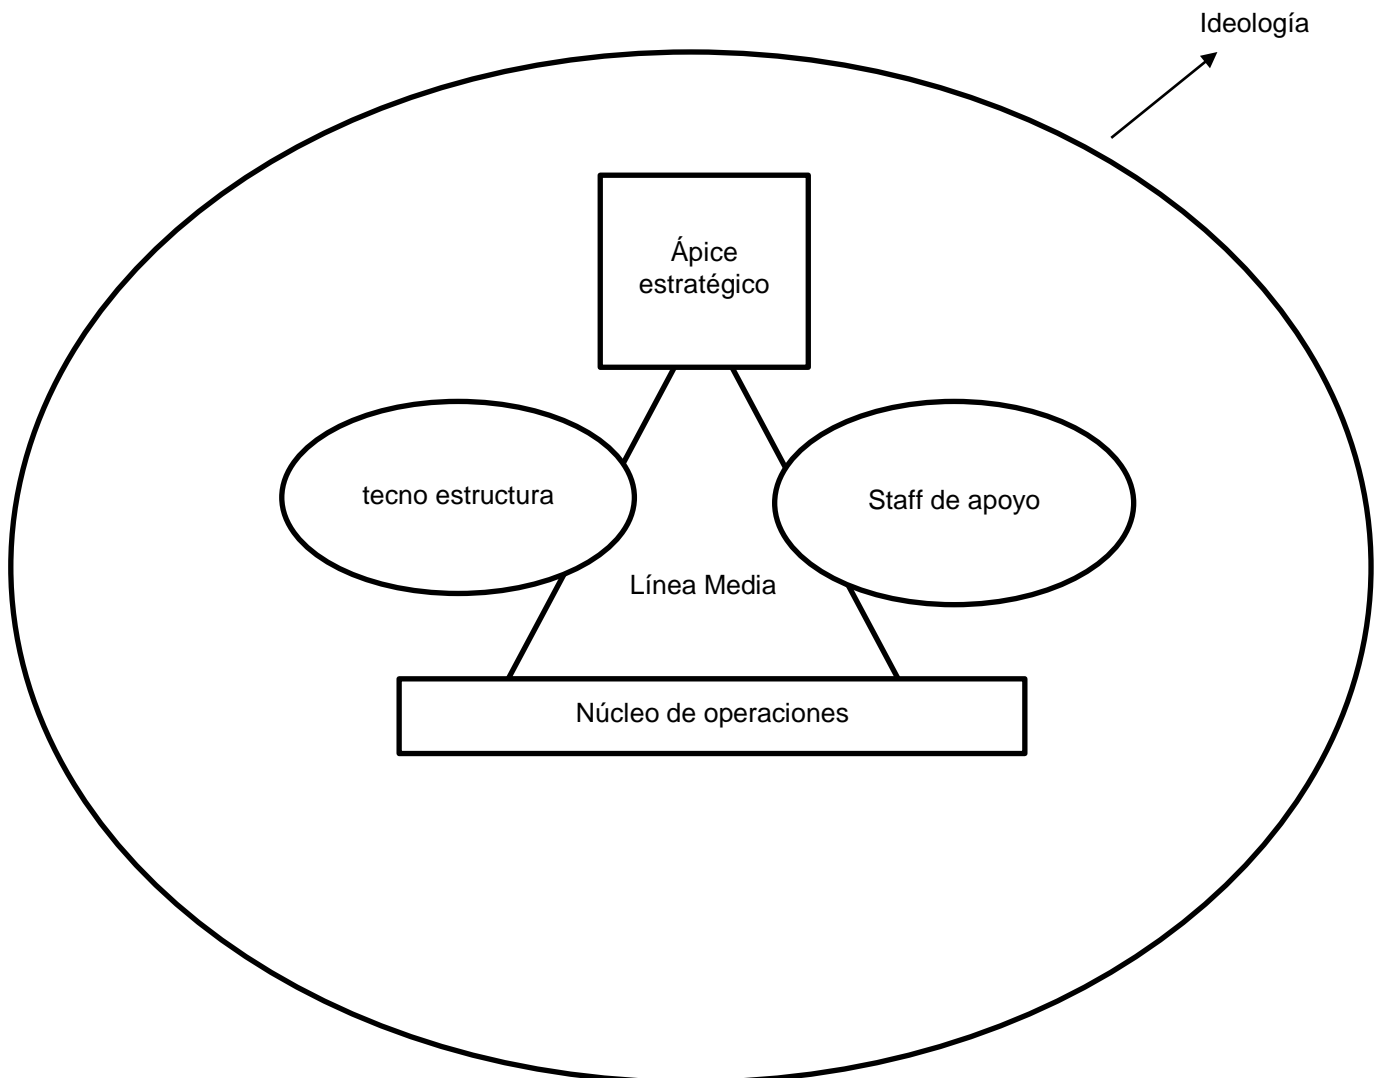 Ideología
Ápice
estratégico
tecno estructura
Staff de apoyo
Línea Media
Núcleo de operaciones